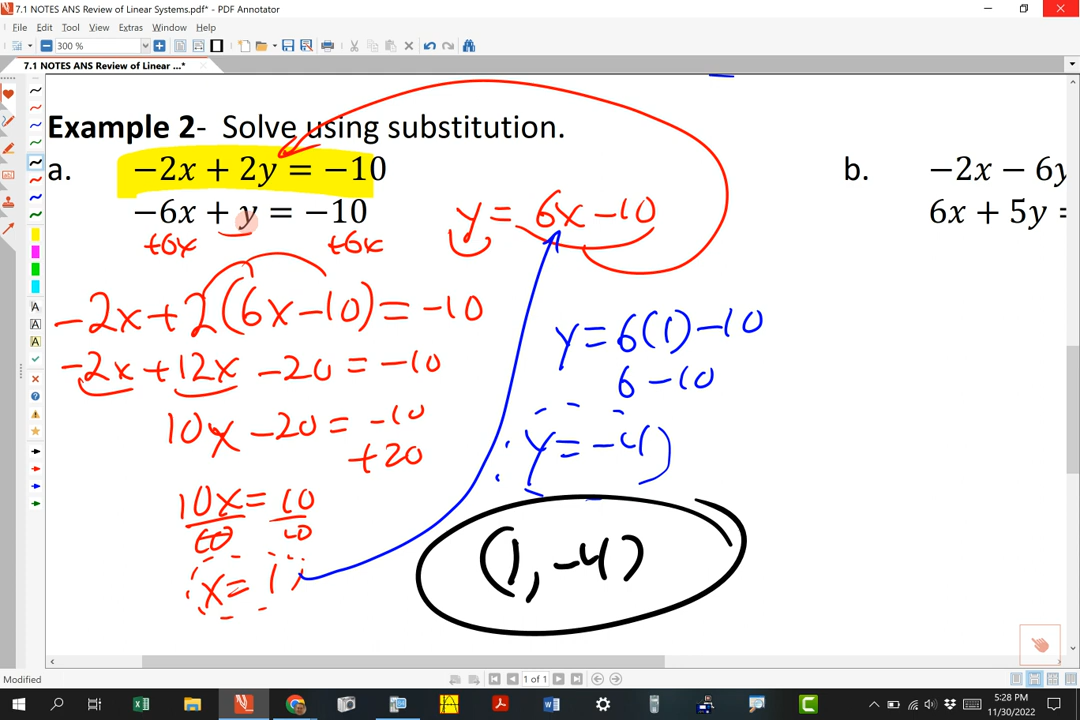 7.1 NOTES ANS Review of Linear Systems.pdf* - PDF Annotator
File Edit Tool View Extras Window Help
300 %
7.1 NOTES ANS Review of Linear ...*
Example 2- Solve using substitution.
a. −2x + 2y = −10
−6x + y = −10
+6x +6x
y = 6x −10
−2x + 2(6x −10) = −10
−2x + 12x − 20 = −10
10x − 20 = −10
+20
10x = 10
10 10
x = 1
y = 6(1) − 10
6 − 10
y = −4
(1, −4)
b. −2x − 6y
6x + 5y =
1 of 1
Modified
5:28 PM
11/30/2022